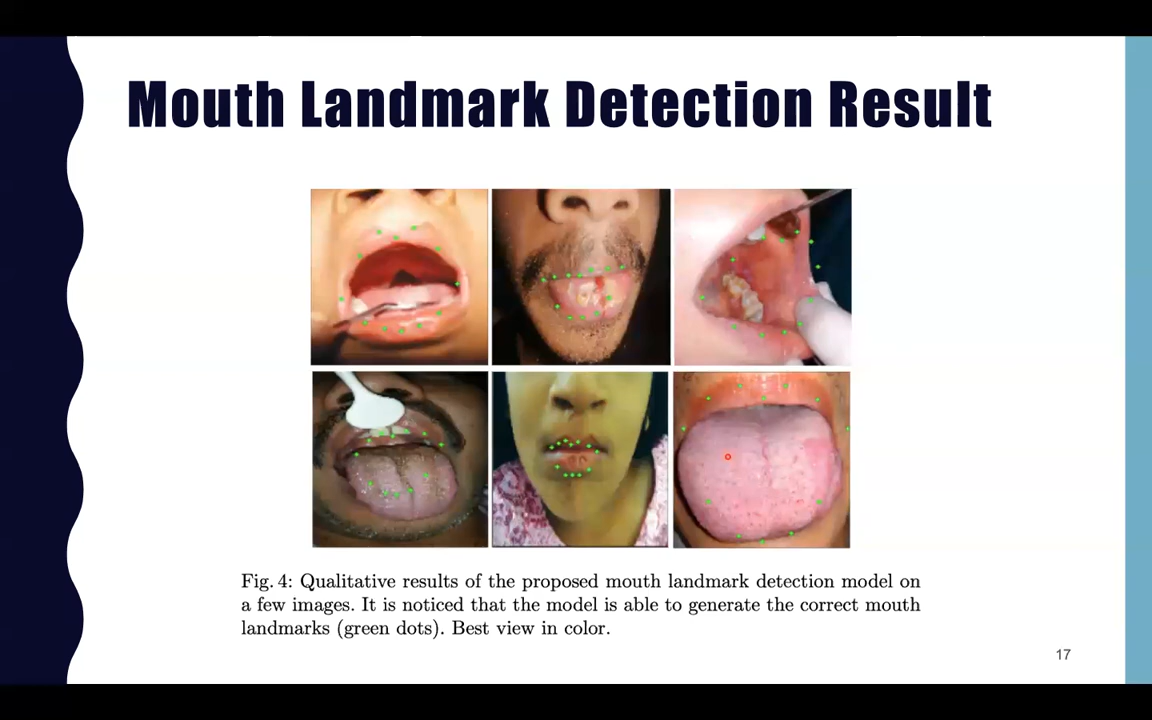 Mouth Landmark Detection Result
Fig. 4: Qualitative results of the proposed mouth landmark detection model on
a few images. It is noticed that the model is able to generate the correct mouth
landmarks (green dots). Best view in color.
17